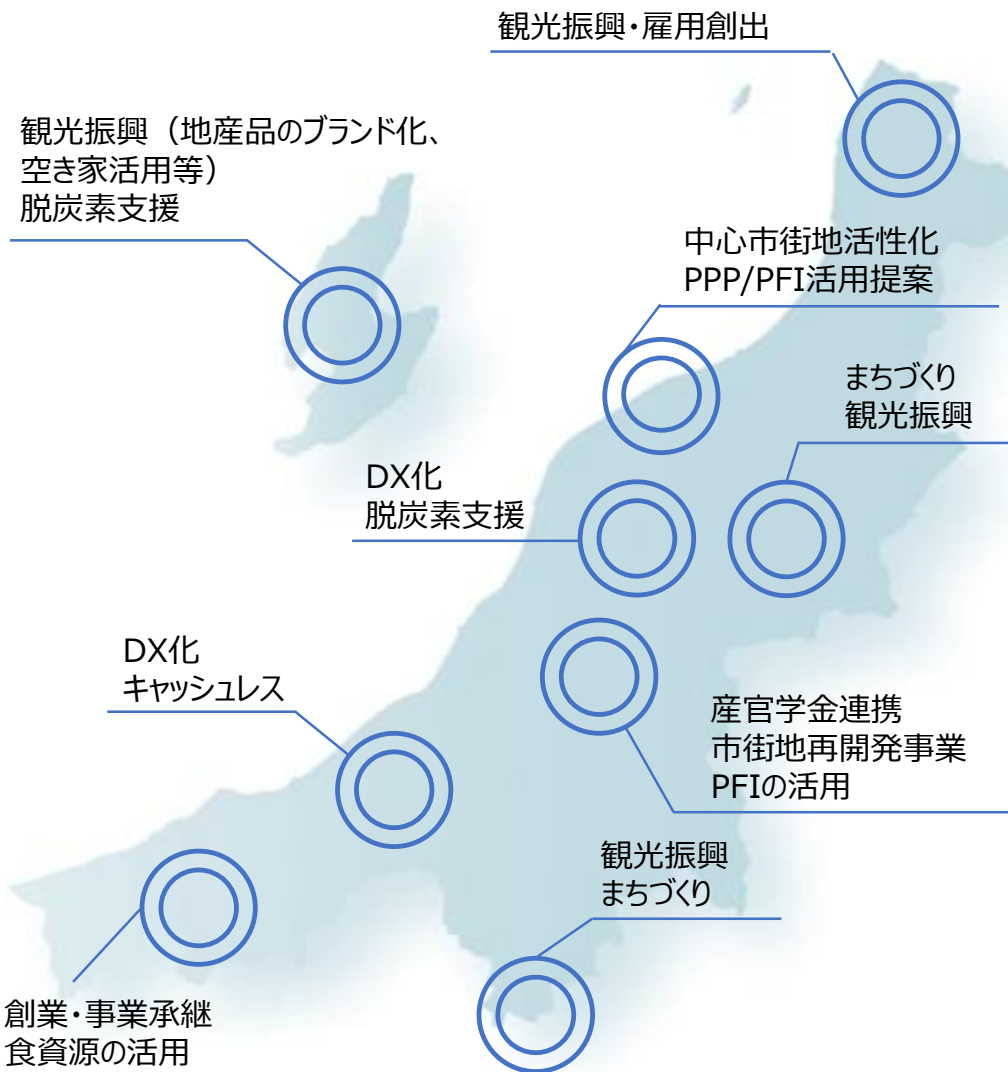 観光振興・雇用創出
観光振興（地産品のブランド化、
空き家活用等）
脱炭素支援
中心市街地活性化
PPP/PFI活用提案
まちづくり
観光振興
DX化
脱炭素支援
DX化
キャッシュレス
産官学金連携
市街地再開発事業
PFIの活用
観光振興
まちづくり
創業・事業承継
食資源の活用